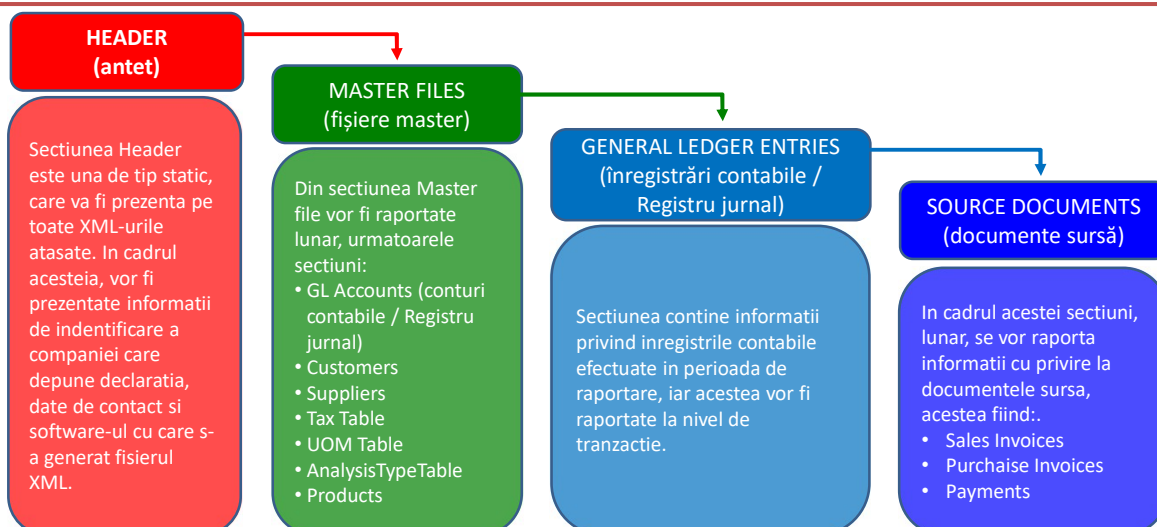 HEADER
(antet)
Sectiunea Header
este una de tip static,
care va fi prezenta pe
toate XML-urile
atasate. In cadrul
acesteia, vor fi
prezentate informatii
de indentificare a
companiei care
depune declaratia,
date de contact si
software-ul cu care s-
a generat fisierul
XML.
MASTER FILES
(fișiere master)
Din sectiunea Master
file vor fi raportate
lunar, urmatoarele
sectiuni:
• GL Accounts (conturi
contabile / Registru
jurnal)
• Customers
• Suppliers
• Tax Table
• UOM Table
• AnalysisTypeTable
• Products
GENERAL LEDGER ENTRIES
(înregistrări contabile /
Registru jurnal)
Sectiunea contine informatii
privind inregistrile contabile
efectuate in perioada de
raportare, iar acestea vor fi
raportate la nivel de
tranzactie.
SOURCE DOCUMENTS
(documente sursă)
In cadrul acestei sectiuni,
lunar, se vor raporta
informatii cu privire la
documentele sursa,
acestea fiind:.
• Sales Invoices
• Purchaise Invoices
• Payments